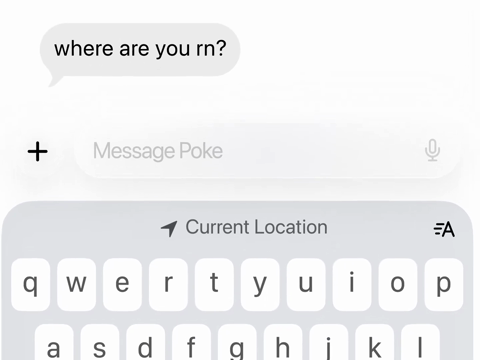 where are you rn?
Message Poke
Current Location
A
q w e r t y u i o p
a s d f g h j k l